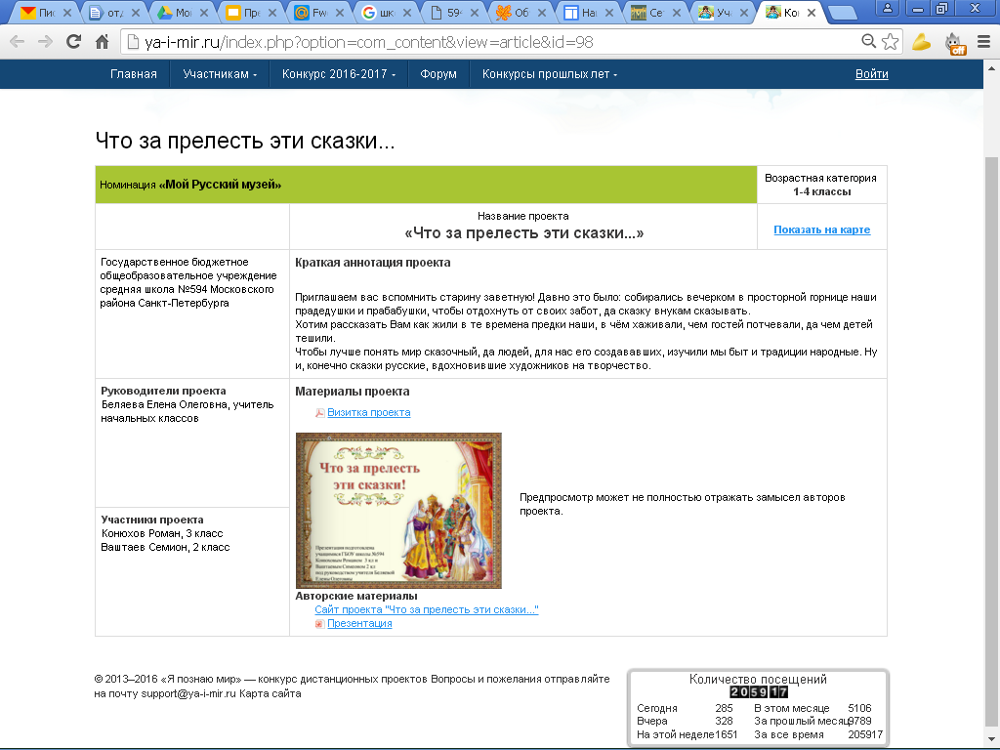 Пис
отд
Мой
Пре
Fw
шк
59-
Об
На
Се
Уча
Ко
ya-i-mir.ru/index.php?option=com_content&view=article&id=98
off
Главная Участникам Конкурс 2016-2017 Форум Конкурсы прошлых лет Войти
Что за прелесть эти сказки...
Номинация «Мой Русский музей»
Возрастная категория
1-4 классы
Название проекта
«Что за прелесть эти сказки...»
Показать на карте
Государственное бюджетное
общеобразовательное учреждение
средняя школа №594 Московского
района Санкт-Петербурга
Краткая аннотация проекта
Приглашаем вас вспомнить старину заветную! Давно это было: собирались вечерком в просторной горнице наши
прадедушки и прабабушки, чтобы отдохнуть от своих забот, да сказку внукам сказывать.
Хотим рассказать Вам как жили в те времена предки наши, в чём хаживали, чем гостей потчевали, да чем детей
тешили.
Чтобы лучше понять мир сказочный, да людей, для нас его создававших, изучили мы быт и традиции народные. Ну
и, конечно сказки русские, вдохновившие художников на творчество.
Руководители проекта
Беляева Елена Олеговна, учитель
начальных классов
Материалы проекта
Визитка проекта
Что за прелесть
эти сказки!
Презентация подготовлена
учащимися ГБОУ школы №594
Конюховым Романом 3 кл и
Ваштаевым Семионом 2 кл
под руководством учителя Беляевой
Елены Олеговны
Предпросмотр может не полностью отражать замысел авторов
проекта.
Участники проекта
Конюхов Роман, 3 класс
Ваштаев Семион, 2 класс
Авторские материалы
Сайт проекта "Что за прелесть эти сказки..."
Презентация
© 2013–2016 «Я познаю мир» — конкурс дистанционных проектов Вопросы и пожелания отправляйте
на почту support@ya-i-mir.ru Карта сайта
Количество посещений
205917
Сегодня 285 В этом месяце 5106
Вчера 328 За прошлый месяц 9789
На этой неделе 1651 За все время 205917